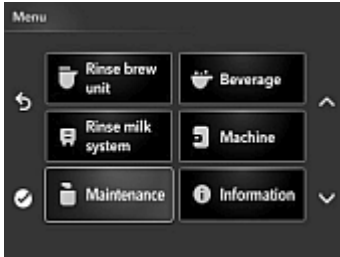 Menu
Rinse brew
unit
Beverage
Rinse milk
system
Machine
Maintenance
Information